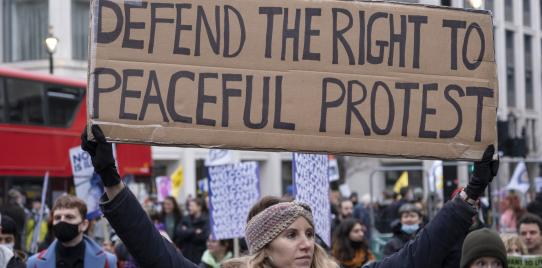 DEFEND THE RIGHT TO
PEACEFUL PROTEST